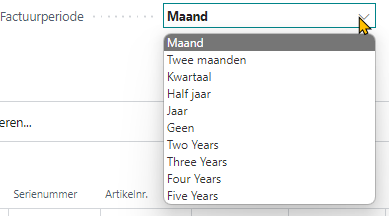 Factuurperiode
Maand
Maand
Twee maanden
Kwartaal
Half jaar
Jaar
Geen
Two Years
Three Years
Four Years
Five Years
eren...
Serienummer Artikelnr.